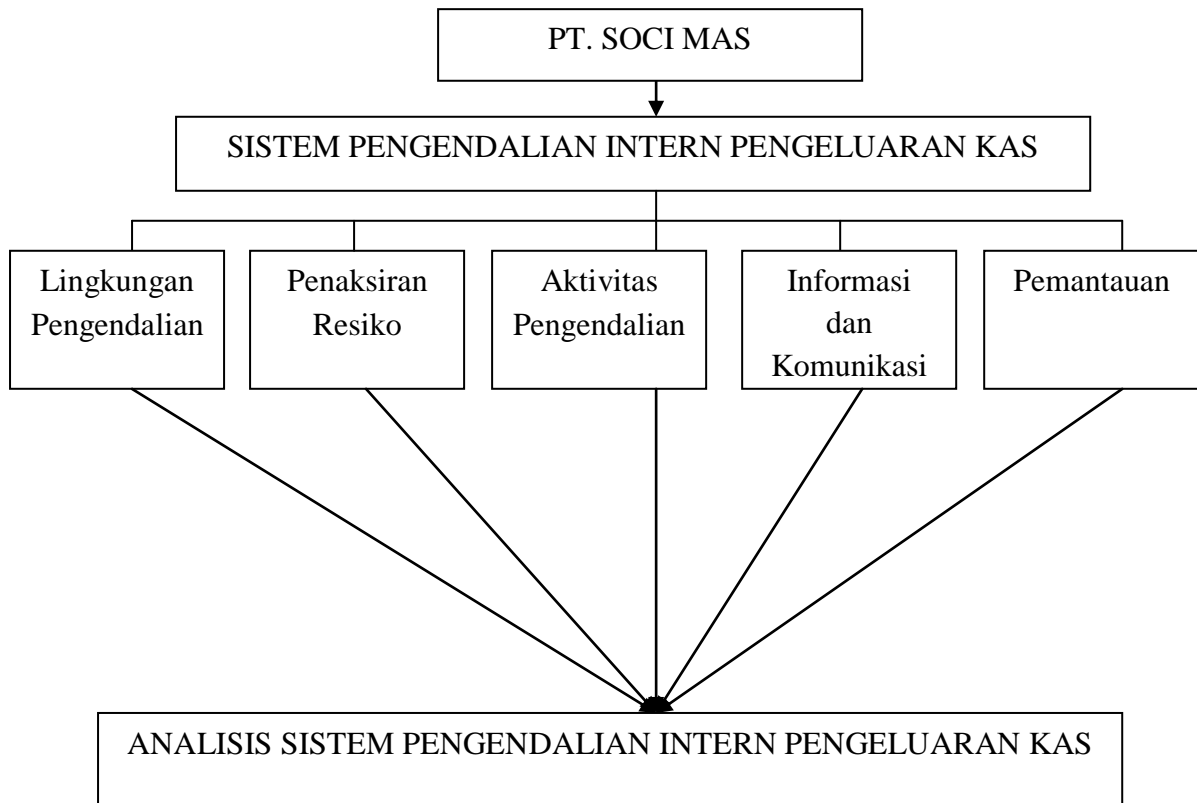 PT. SOCI MAS
SISTEM PENGENDALIAN INTERN PENGELUARAN KAS
Lingkungan
Pengendalian
Penaksiran
Resiko
Aktivitas
Pengendalian
Informasi
dan
Komunikasi
Pemantauan
ANALISIS SISTEM PENGENDALIAN INTERN PENGELUARAN KAS